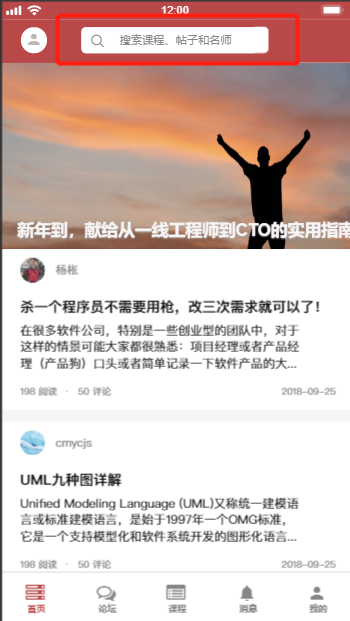 12:00
搜索课程、帖子和名师
新年到，献给从一线工程师到CTO的实用指南
杨枨
杀一个程序员不需要用枪，改三次需求就可以了！
在很多软件公司，特别是一些创业型的团队中，对于
这样的情景可能大家都很熟悉：项目经理或者产品经
理（产品狗）口头或者简单记录一下软件产品的大...
198 阅读 · 50 评论 2018-09-25
cmycjs
UML九种图详解
Unified Modeling Language (UML)又称统一建模语
言或标准建模语言，是始于1997年一个OMG标准，
它是一个支持模型化和软件系统开发的图形化语言...
198 阅读 · 50 评论 2018-09-25
首页 论坛 课程 消息 我的